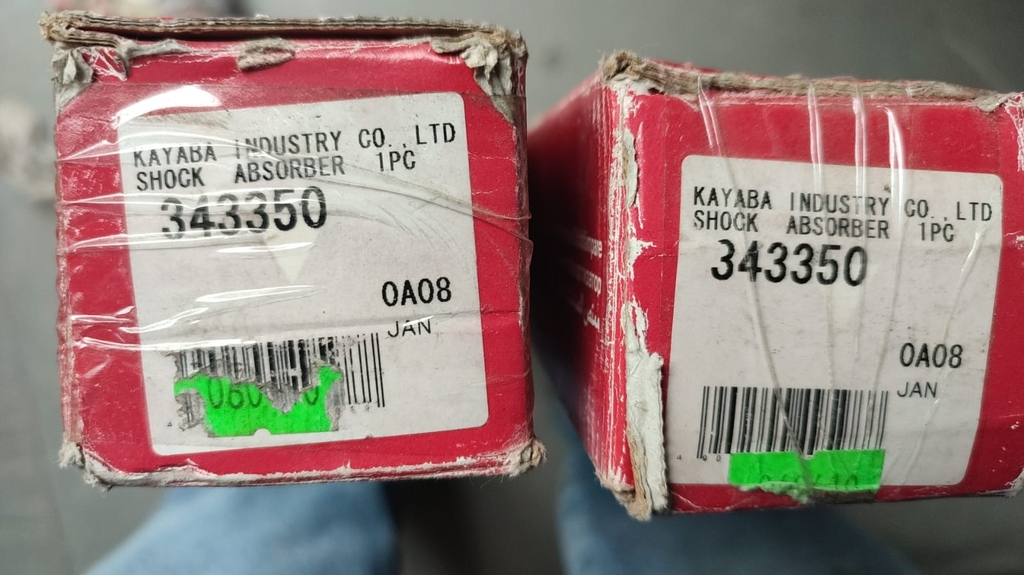 KAYABA INDUSTRY CO.,LTD
SHOCK ABSORBER 1PC
343350
0A08
JAN
KAYABA INDUSTRY CO.,LTD
SHOCK ABSORBER 1PC
343350
0A08
JAN